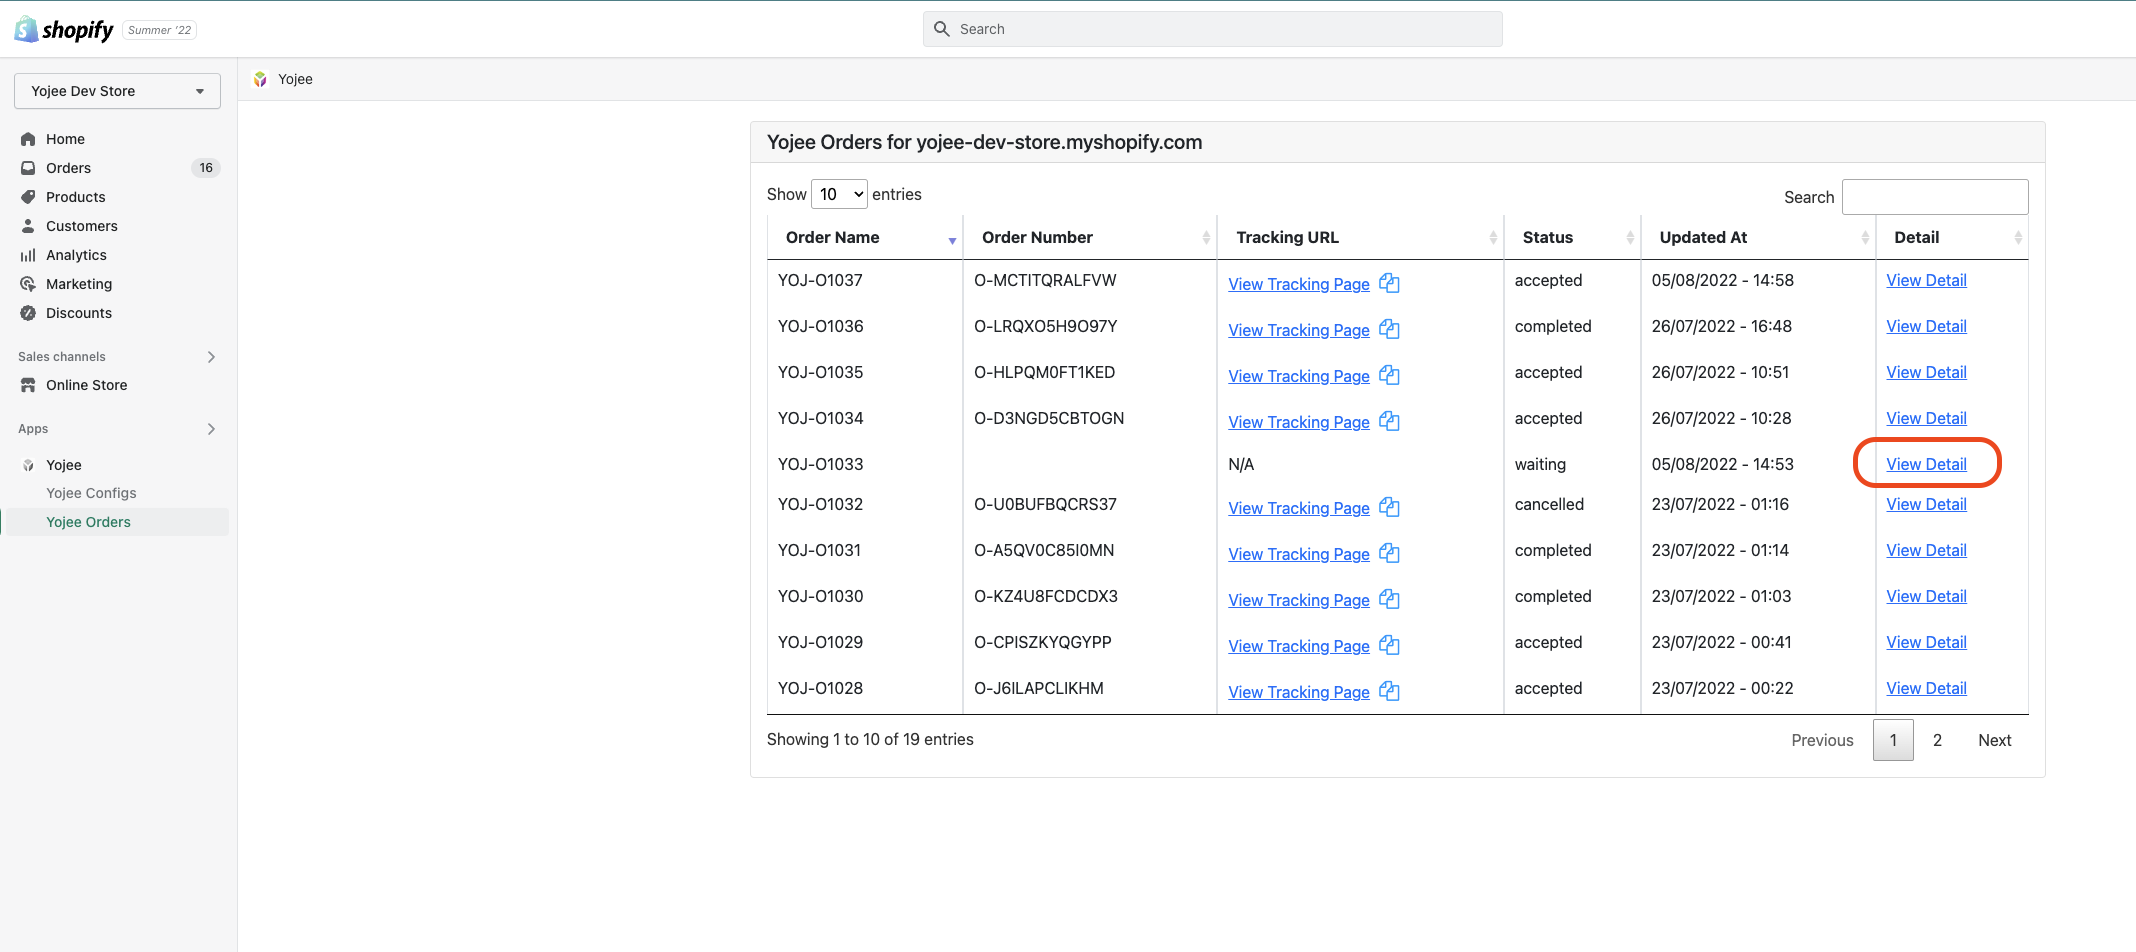 shopify Summer '22
Search
Yojee Dev Store
Home
Orders 16
Products
Customers
Analytics
Marketing
Discounts
Sales channels
Online Store
Apps
Yojee
Yojee Configs
Yojee Orders
Yojee
Yojee Orders for yojee-dev-store.myshopify.com
Show 10 entries Search
Order Name Order Number Tracking URL Status Updated At Detail
YOJ-O1037 O-MCTITQRALFVW View Tracking Page accepted 05/08/2022 - 14:58 View Detail
YOJ-O1036 O-LRQXO5H9O97Y View Tracking Page completed 26/07/2022 - 16:48 View Detail
YOJ-O1035 O-HLPQM0FT1KED View Tracking Page accepted 26/07/2022 - 10:51 View Detail
YOJ-O1034 O-D3NGD5CBTOGN View Tracking Page accepted 26/07/2022 - 10:28 View Detail
YOJ-O1033 N/A waiting 05/08/2022 - 14:53 View Detail
YOJ-O1032 O-U0BUFBQCRS37 View Tracking Page cancelled 23/07/2022 - 01:16 View Detail
YOJ-O1031 O-A5QV0C85I0MN View Tracking Page completed 23/07/2022 - 01:14 View Detail
YOJ-O1030 O-KZ4U8FCDCDX3 View Tracking Page completed 23/07/2022 - 01:03 View Detail
YOJ-O1029 O-CPISZKYQGYPP View Tracking Page accepted 23/07/2022 - 00:41 View Detail
YOJ-O1028 O-J6ILAPCLIKHM View Tracking Page accepted 23/07/2022 - 00:22 View Detail
Showing 1 to 10 of 19 entries Previous 1 2 Next